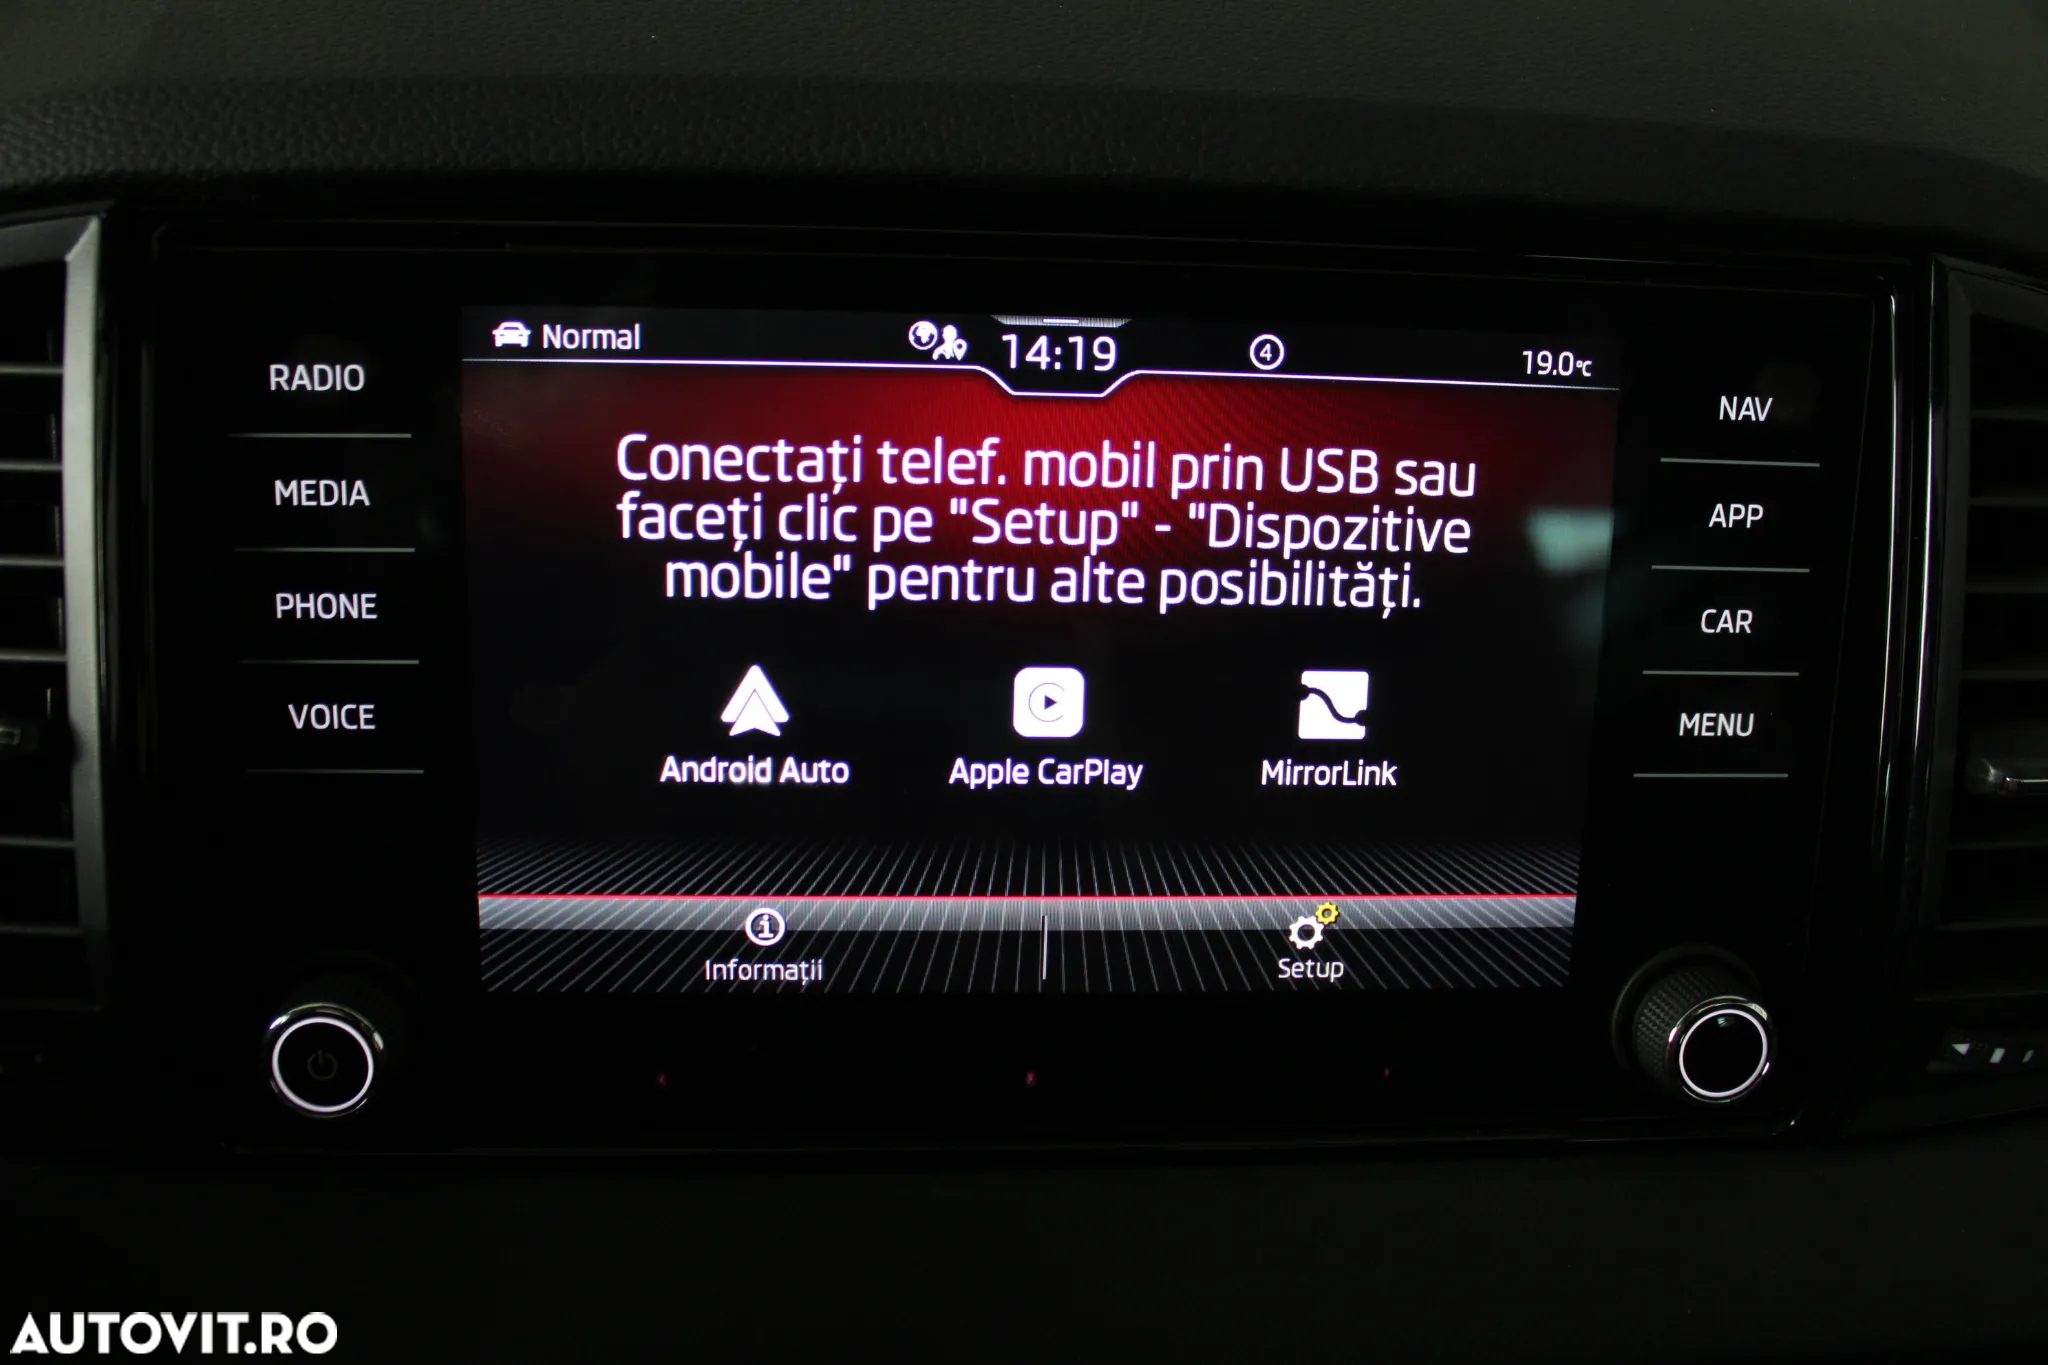 Normal
14:19
4
19.0°C
RADIO
MEDIA
PHONE
VOICE
Conectați telef. mobil prin USB sau
faceți clic pe "Setup" - "Dispozitive
mobile" pentru alte posibilități.
Android Auto
Apple CarPlay
MirrorLink
Informații
Setup
NAV
APP
CAR
MENU
AUTOVIT.RO